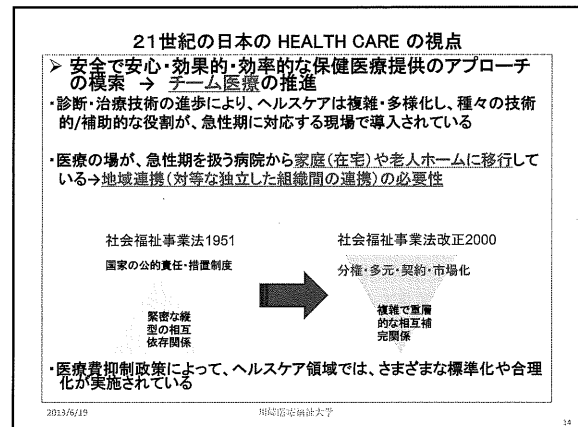 21世紀の日本の HEALTH CARE の視点
➢ 安全で安心・効果的・効率的な保健医療提供のアプローチ
の模索 → チーム医療の推進
・診断・治療技術の進歩により、ヘルスケアは複雑・多様化し、種々の技術
的/補助的な役割が、急性期に対応する現場で導入されている
・医療の場が、急性期を扱う病院から家庭(在宅)や老人ホームに移行して
いる→地域連携(対等な独立した組織間の連携)の必要性
社会福祉事業法1951
国家の公的責任・措置制度
緊密な縦
型の相互
依存関係
社会福祉事業法改正2000
分権・多元・契約・市場化
複雑で重層
的な相互補
完関係
・医療費抑制政策によって、ヘルスケア領域では、さまざまな標準化や合理
化が実施されている
2013/6/19
川崎医療福祉大学
14